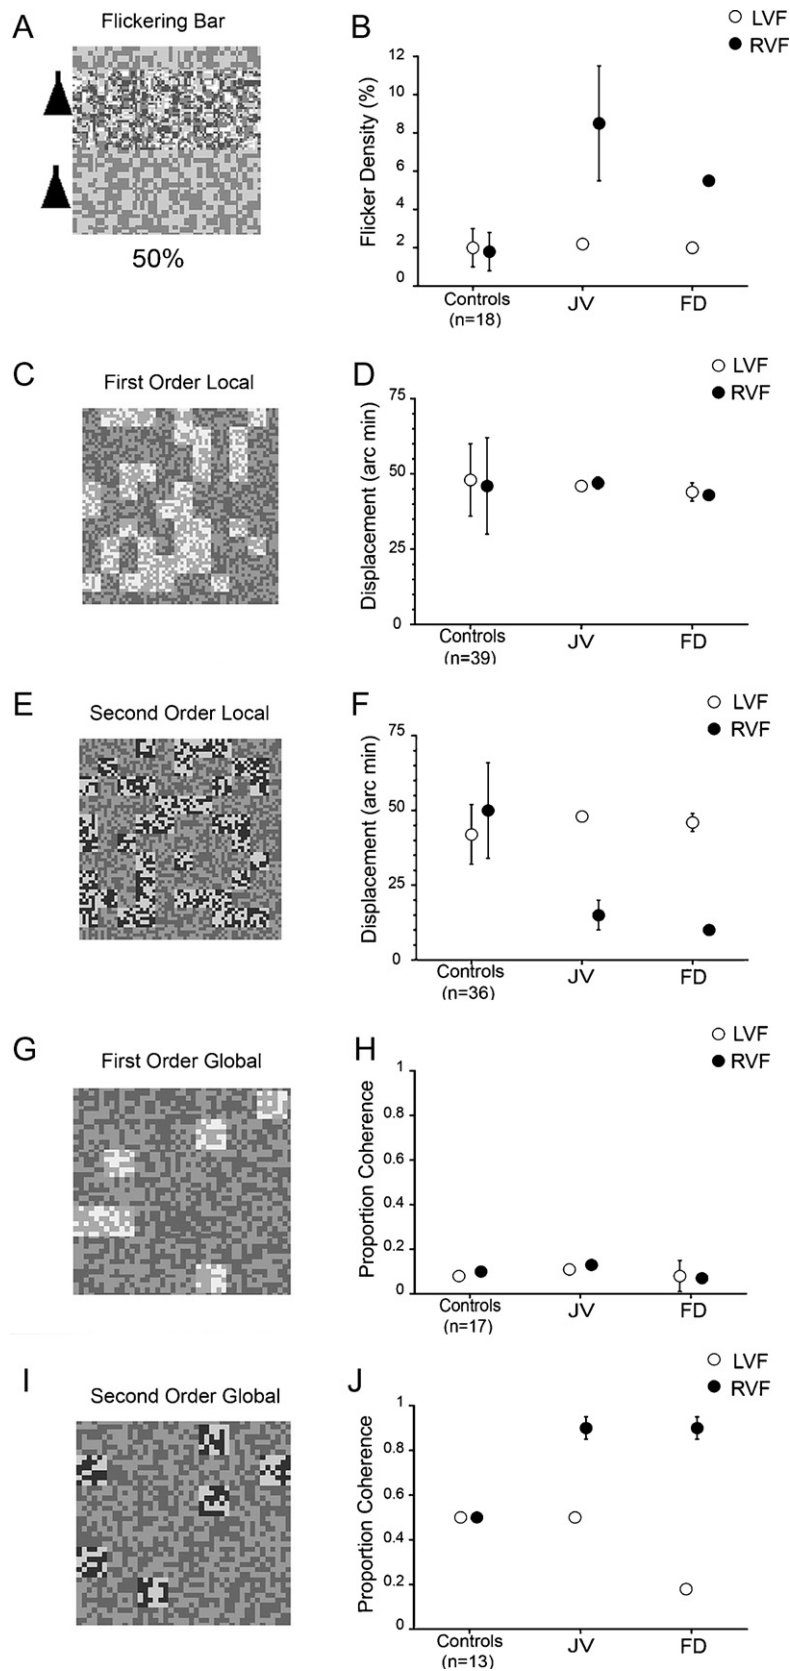 A
Flickering Bar
50%
B
LVF
RVF
Flicker Density (%)
12
10
8
6
4
2
0
Controls
(n=18)
JV
FD
C
First Order Local
D
LVF
RVF
Displacement (arc min)
75
50
25
0
Controls
(n=39)
JV
FD
E
Second Order Local
F
LVF
RVF
Displacement (arc min)
75
50
25
0
Controls
(n=36)
JV
FD
G
First Order Global
H
LVF
RVF
Proportion Coherence
1
0.8
0.6
0.4
0.2
0
Controls
(n=17)
JV
FD
I
Second Order Global
J
LVF
RVF
Proportion Coherence
1
0.8
0.6
0.4
0.2
0
Controls
(n=13)
JV
FD